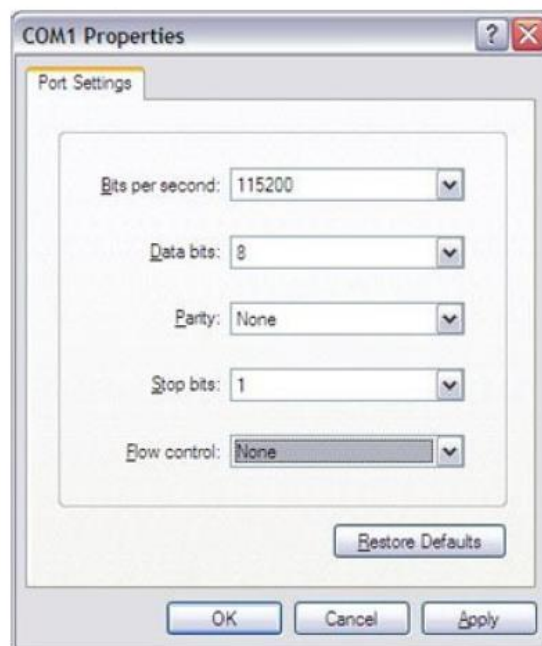 COM1 Properties
?
Port Settings
Bits per second: 115200
Data bits: 8
Parity: None
Stop bits: 1
Flow control: None
Restore Defaults
OK Cancel Apply